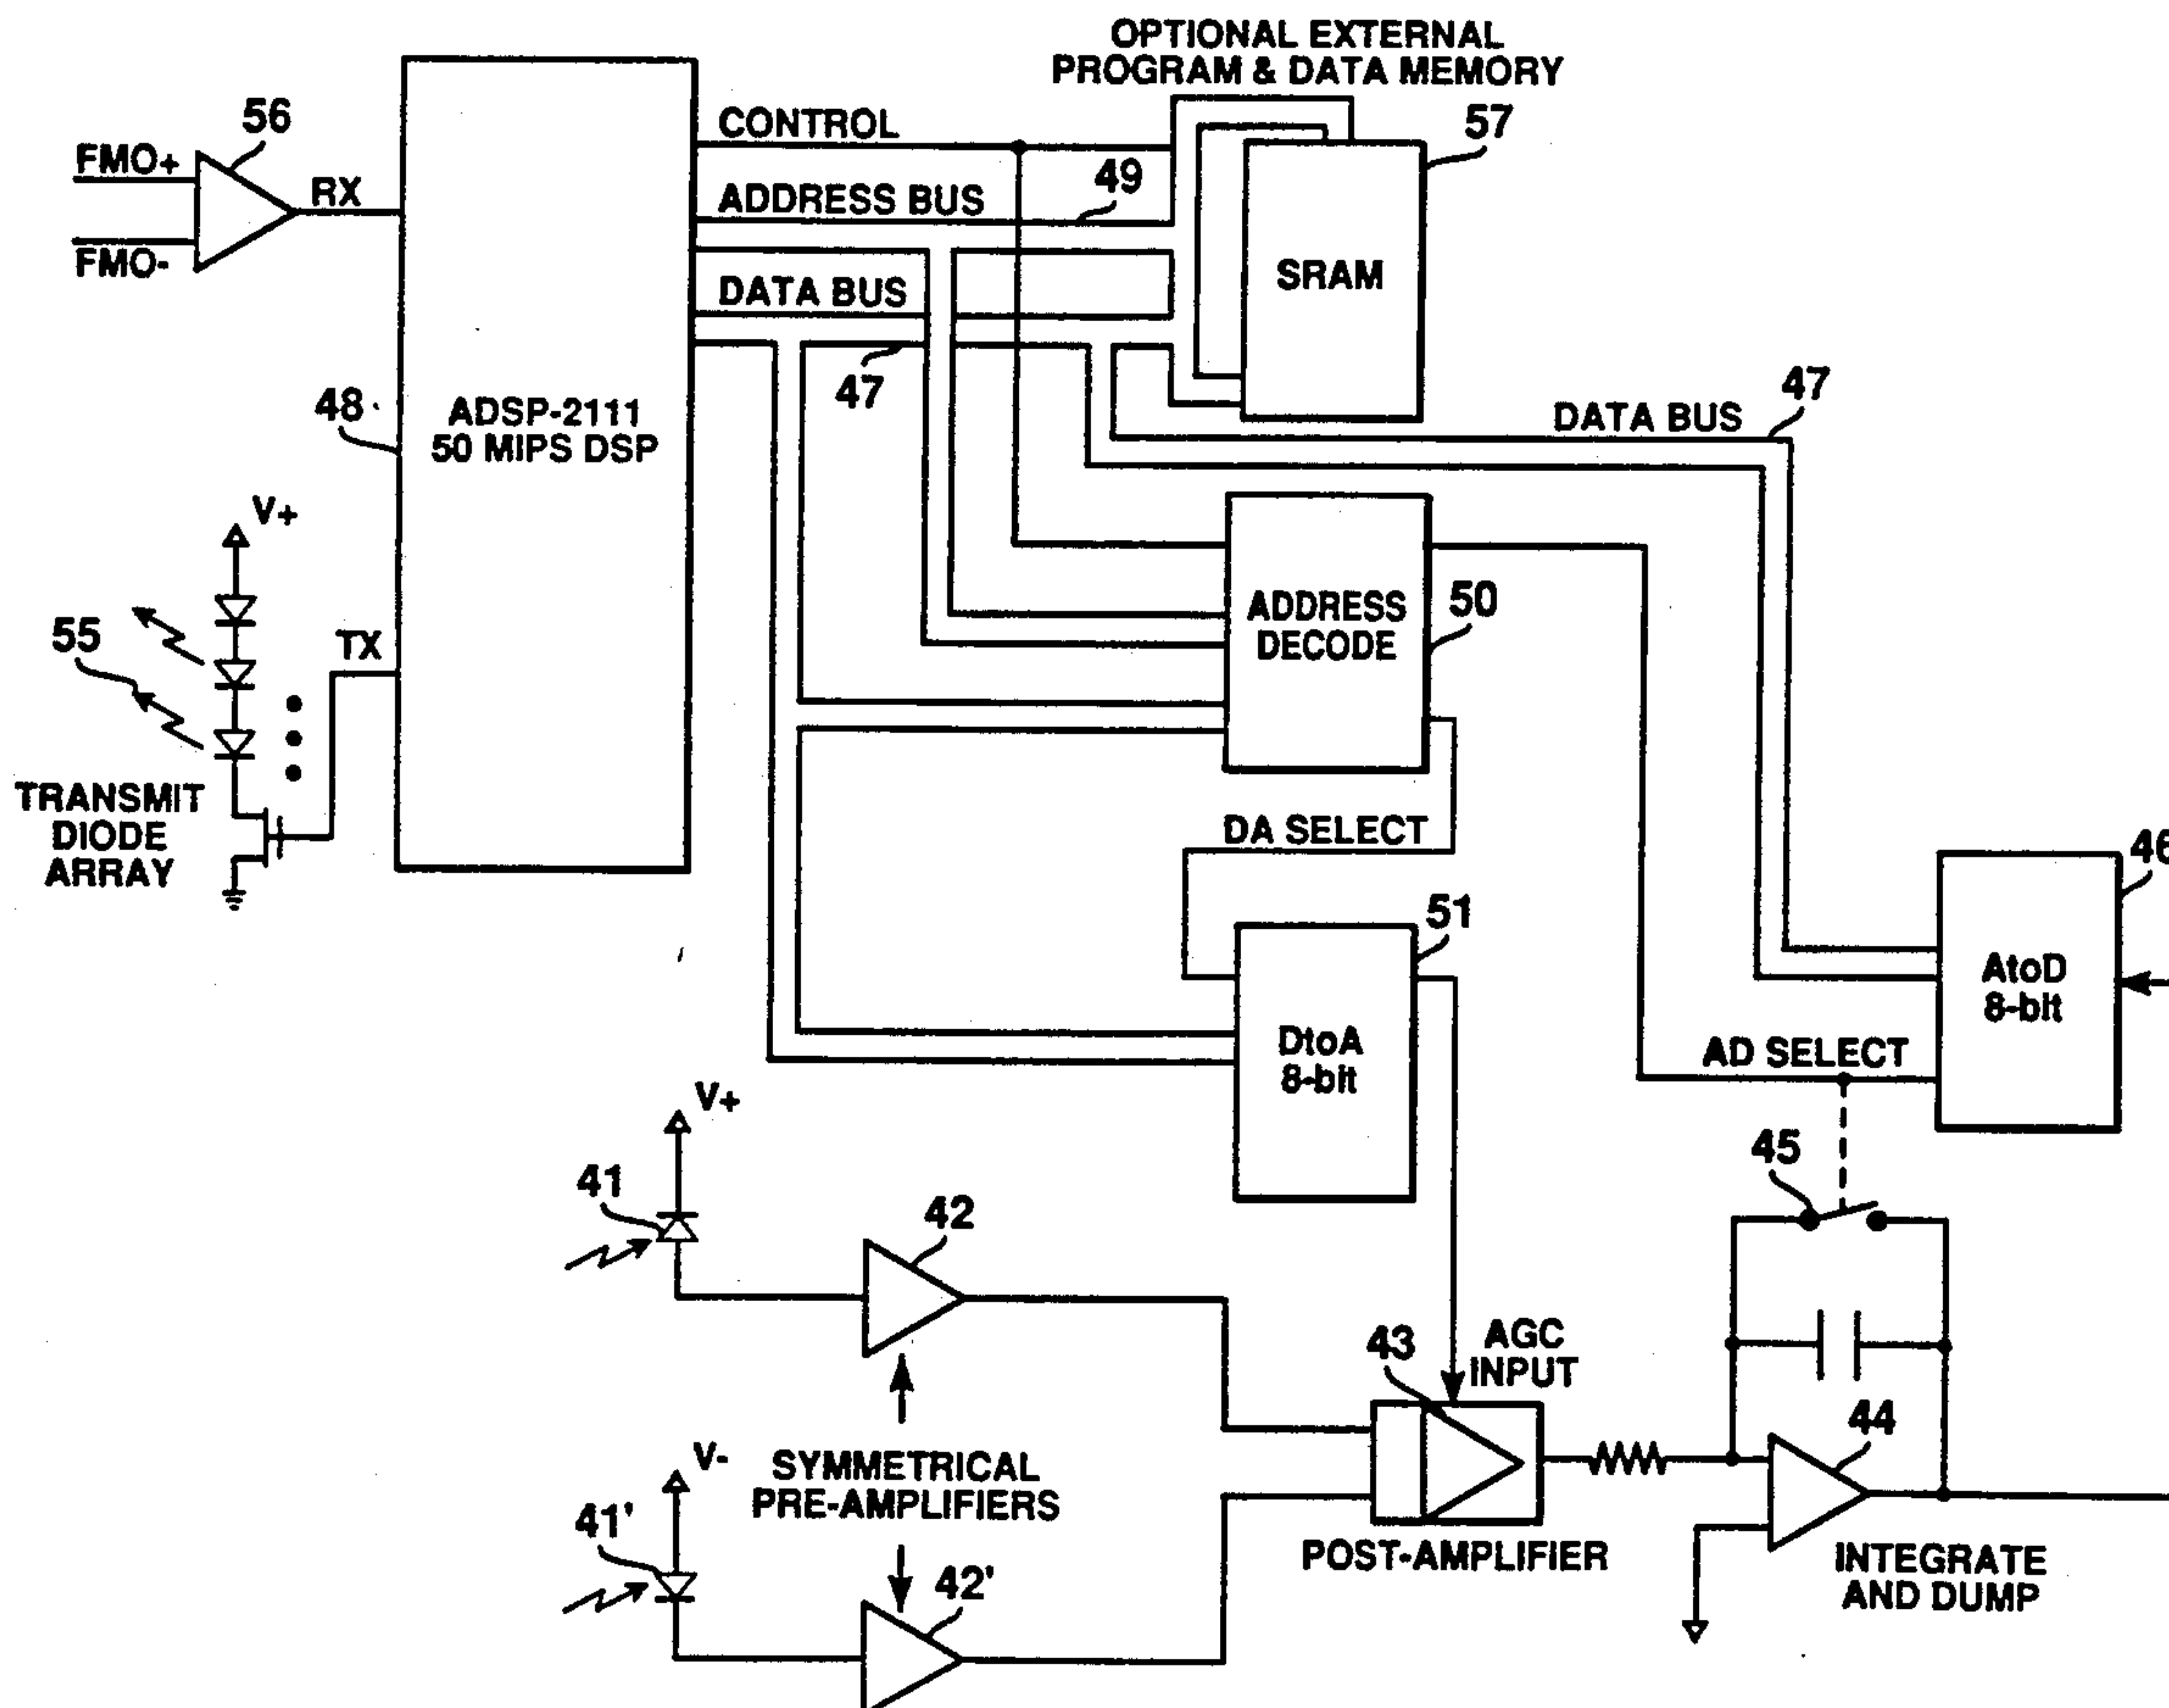 OPTIONAL EXTERNAL
PROGRAM & DATA MEMORY
56
57
CONTROL
FMO+
RX
49
ADDRESS BUS
FMO-
SRAM
DATA BUS
47
48
ADSP-2111
50 MIPS DSP
47
DATA BUS
V+
50
ADDRESS
DECODE
55
TX
TRANSMIT
DIODE
ARRAY
DA SELECT
46
51
AtoD
8-bit
DtoA
8-bit
AD SELECT
V+
45
41
42
43
AGC
INPUT
44
V-
SYMMETRICAL
PRE-AMPLIFIERS
41'
POST-AMPLIFIER
INTEGRATE
AND DUMP
42'